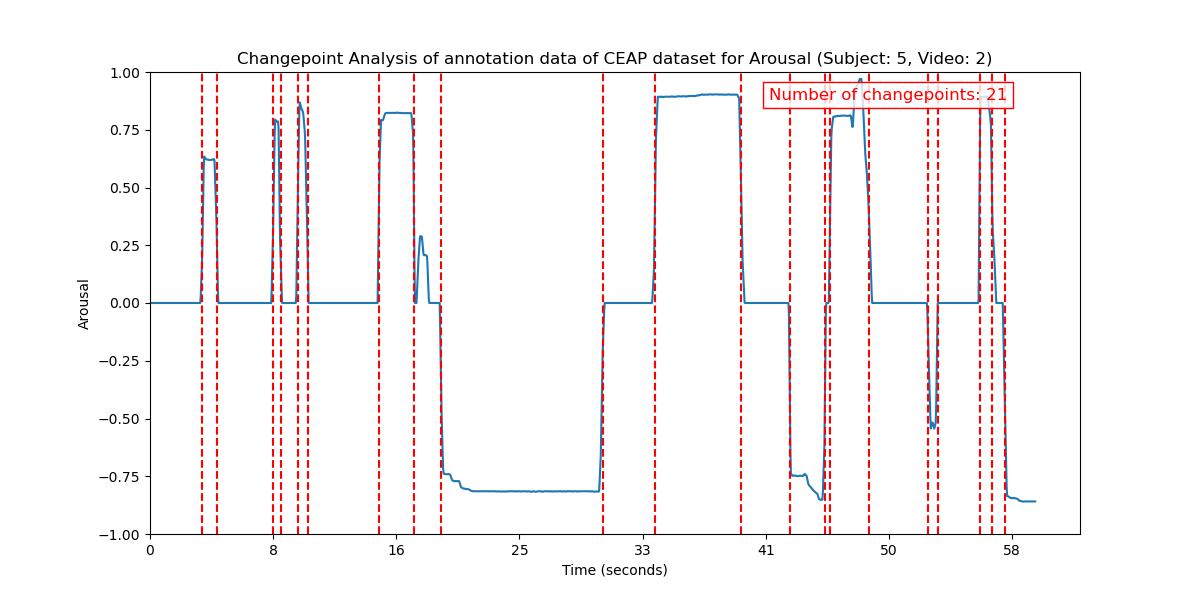 Changepoint Analysis of annotation data of CEAP dataset for Arousal (Subject: 5, Video: 2)
Number of changepoints: 21
1.00
0.75
0.50
0.25
0.00
−0.25
−0.50
−0.75
−1.00
Arousal
0 8 16 25 33 41 50 58
Time (seconds)